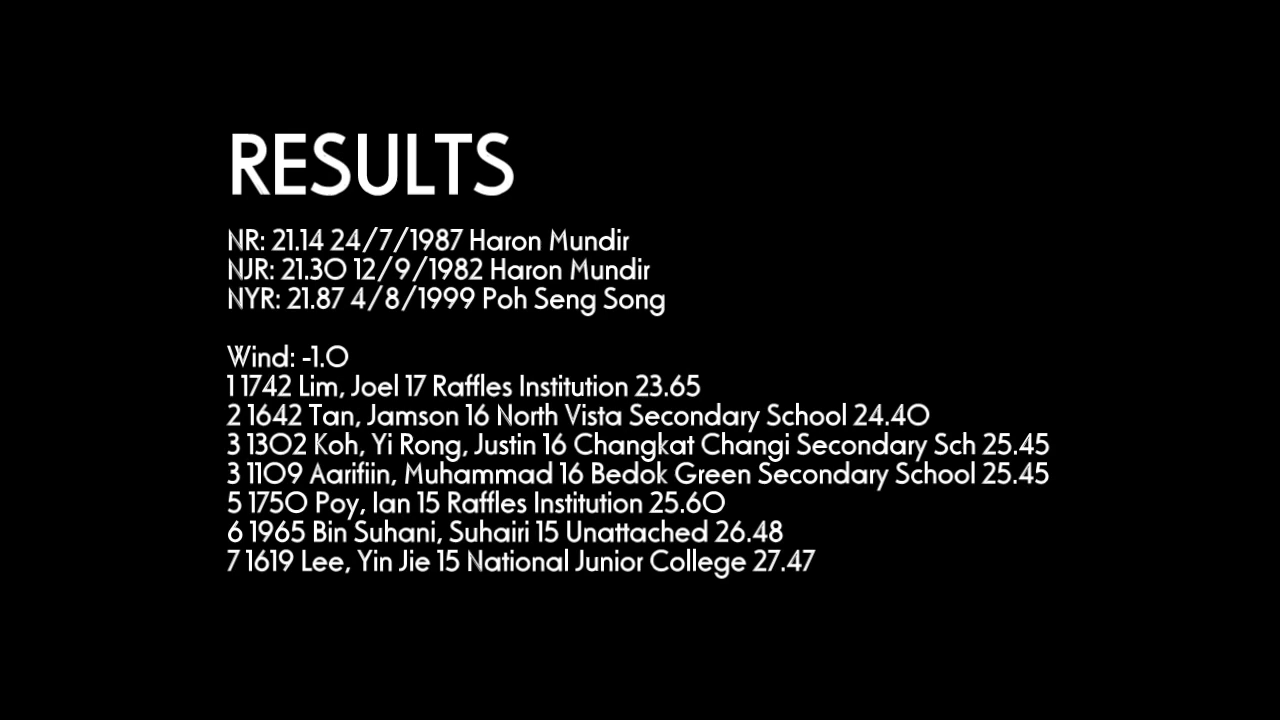 RESULTS
NR: 21.14 24/7/1987 Haron Mundir
NJR: 21.30 12/9/1982 Haron Mundir
NYR: 21.87 4/8/1999 Poh Seng Song
Wind: -1.0
1 1742 Lim, Joel 17 Raffles Institution 23.65
2 1642 Tan, Jamson 16 North Vista Secondary School 24.40
3 1302 Koh, Yi Rong, Justin 16 Changkat Changi Secondary Sch 25.45
3 1109 Aarifiin, Muhammad 16 Bedok Green Secondary School 25.45
5 1750 Poy, Ian 15 Raffles Institution 25.60
6 1965 Bin Suhani, Suhairi 15 Unattached 26.48
7 1619 Lee, Yin Jie 15 National Junior College 27.47